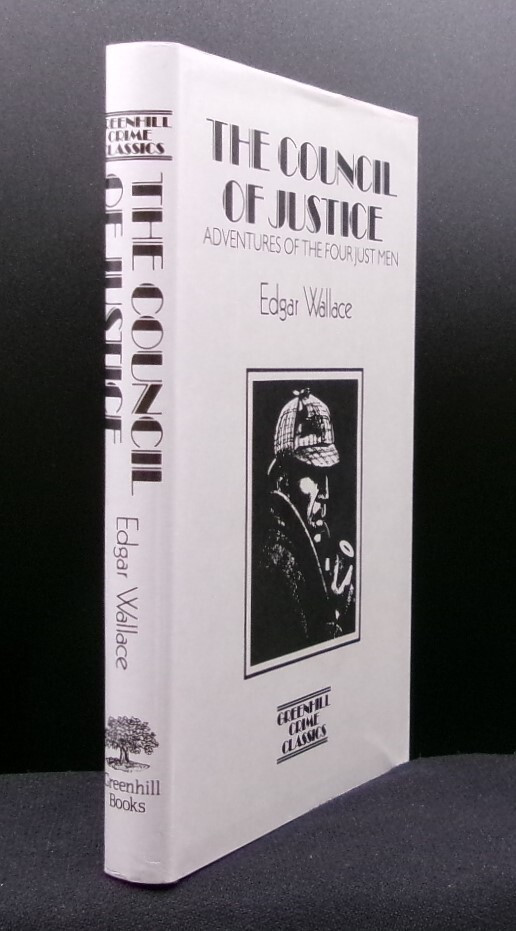 GREENHILL
CRIME
CLASSICS
THE COUNCIL
OF JUSTICE
Edgar Wallace
Greenhill
Books
THE COUNCIL
OF JUSTICE
ADVENTURES OF THE FOUR JUST MEN
Edgar Wallace
GREENHILL
CRIME
CLASSICS